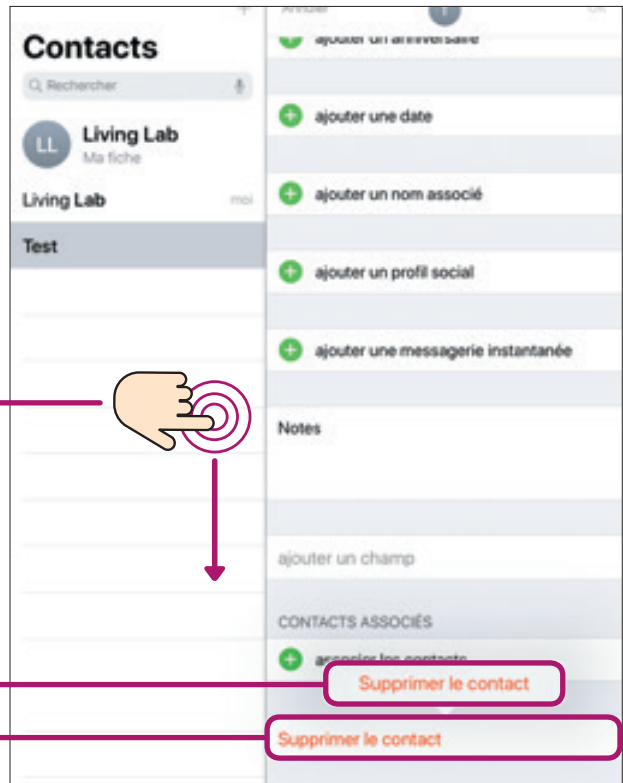 Contacts
Rechercher
LL
Living Lab
Ma fiche
Living Lab
moi
Test
Annuler
OK
ajouter un anniversaire
ajouter une date
ajouter un nom associé
ajouter un profil social
ajouter une messagerie instantanée
Notes
ajouter un champ
CONTACTS ASSOCIÉS
associer les contacts
Supprimer le contact
Supprimer le contact